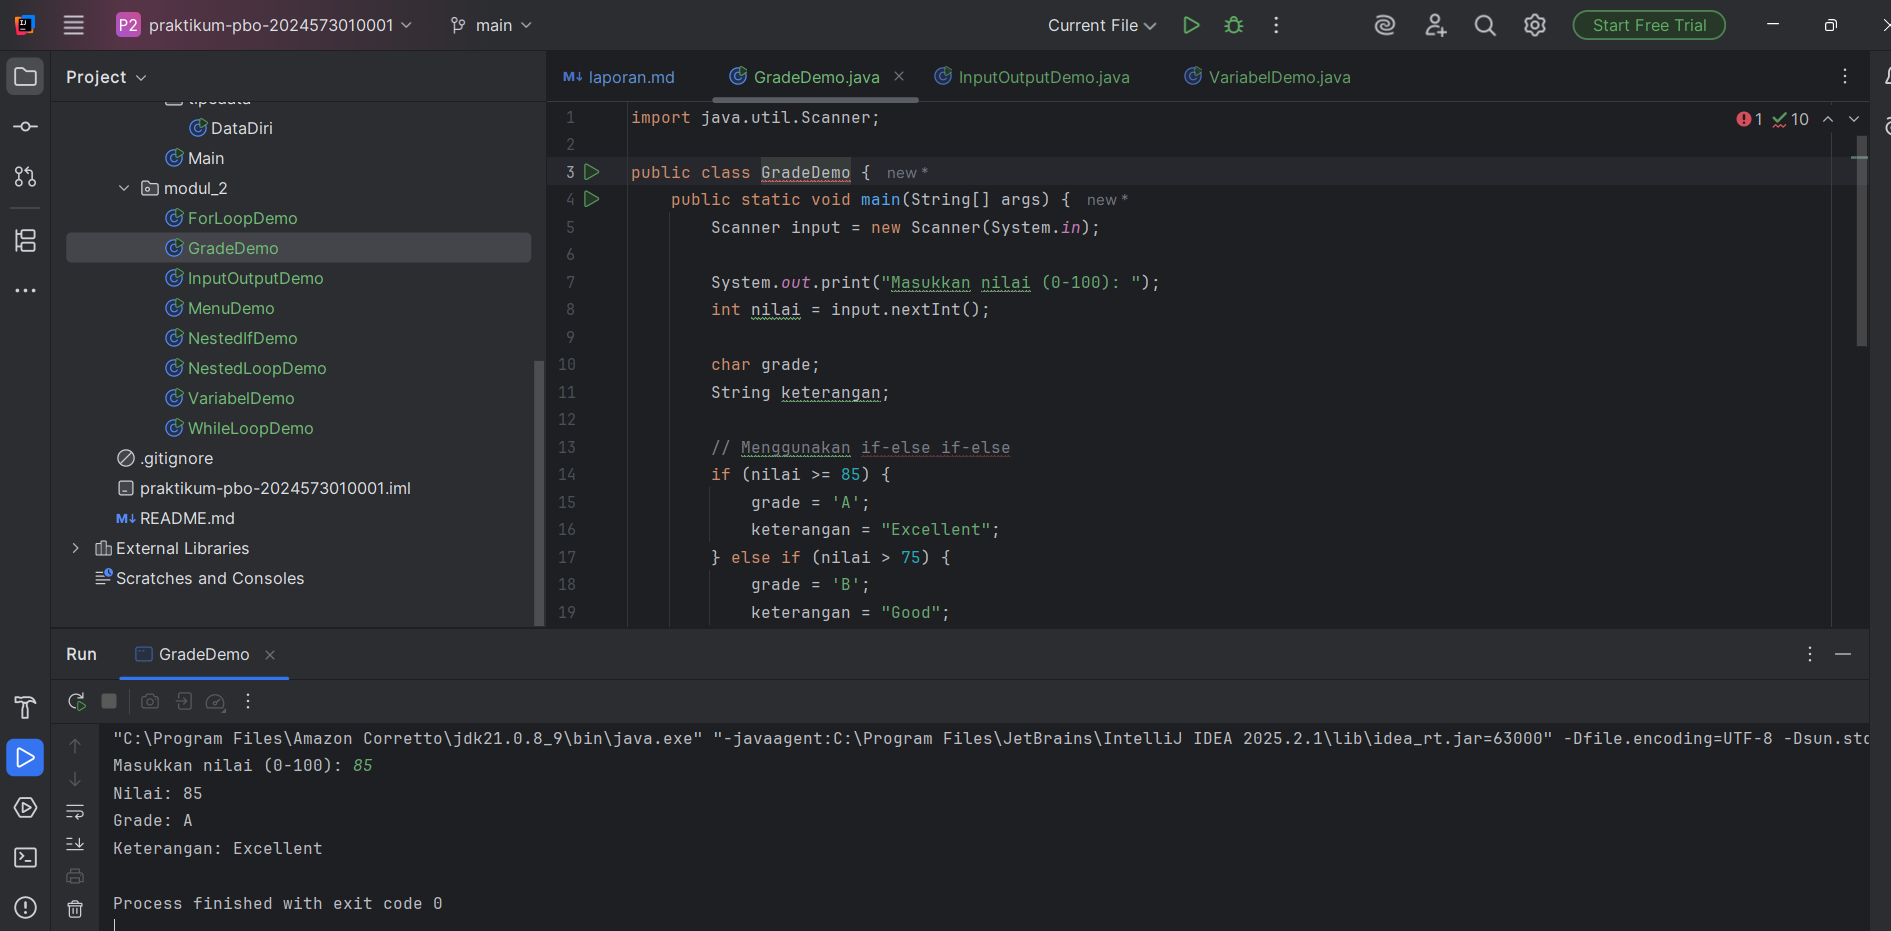 P2 praktikum-pbo-2024573010001 main Current File Start Free Trial
Project
DataDiri
Main
modul_2
ForLoopDemo
GradeDemo
InputOutputDemo
MenuDemo
NestedIfDemo
NestedLoopDemo
VariabelDemo
WhileLoopDemo
.gitignore
praktikum-pbo-2024573010001.iml
M↓ README.md
External Libraries
Scratches and Consoles
M↓ laporan.md GradeDemo.java InputOutputDemo.java VariabelDemo.java
1 10
1 import java.util.Scanner;
2
3 public class GradeDemo { new *
4 public static void main(String[] args) { new *
5 Scanner input = new Scanner(System.in);
6
7 System.out.print("Masukkan nilai (0-100): ");
8 int nilai = input.nextInt();
9
10 char grade;
11 String keterangan;
12
13 // Menggunakan if-else if-else
14 if (nilai >= 85) {
15 grade = 'A';
16 keterangan = "Excellent";
17 } else if (nilai > 75) {
18 grade = 'B';
19 keterangan = "Good";
Run GradeDemo
"C:\Program Files\Amazon Corretto\jdk21.0.8_9\bin\java.exe" "-javaagent:C:\Program Files\JetBrains\IntelliJ IDEA 2025.2.1\lib\idea_rt.jar=63000" -Dfile.encoding=UTF-8 -Dsun.std
Masukkan nilai (0-100): 85
Nilai: 85
Grade: A
Keterangan: Excellent
Process finished with exit code 0